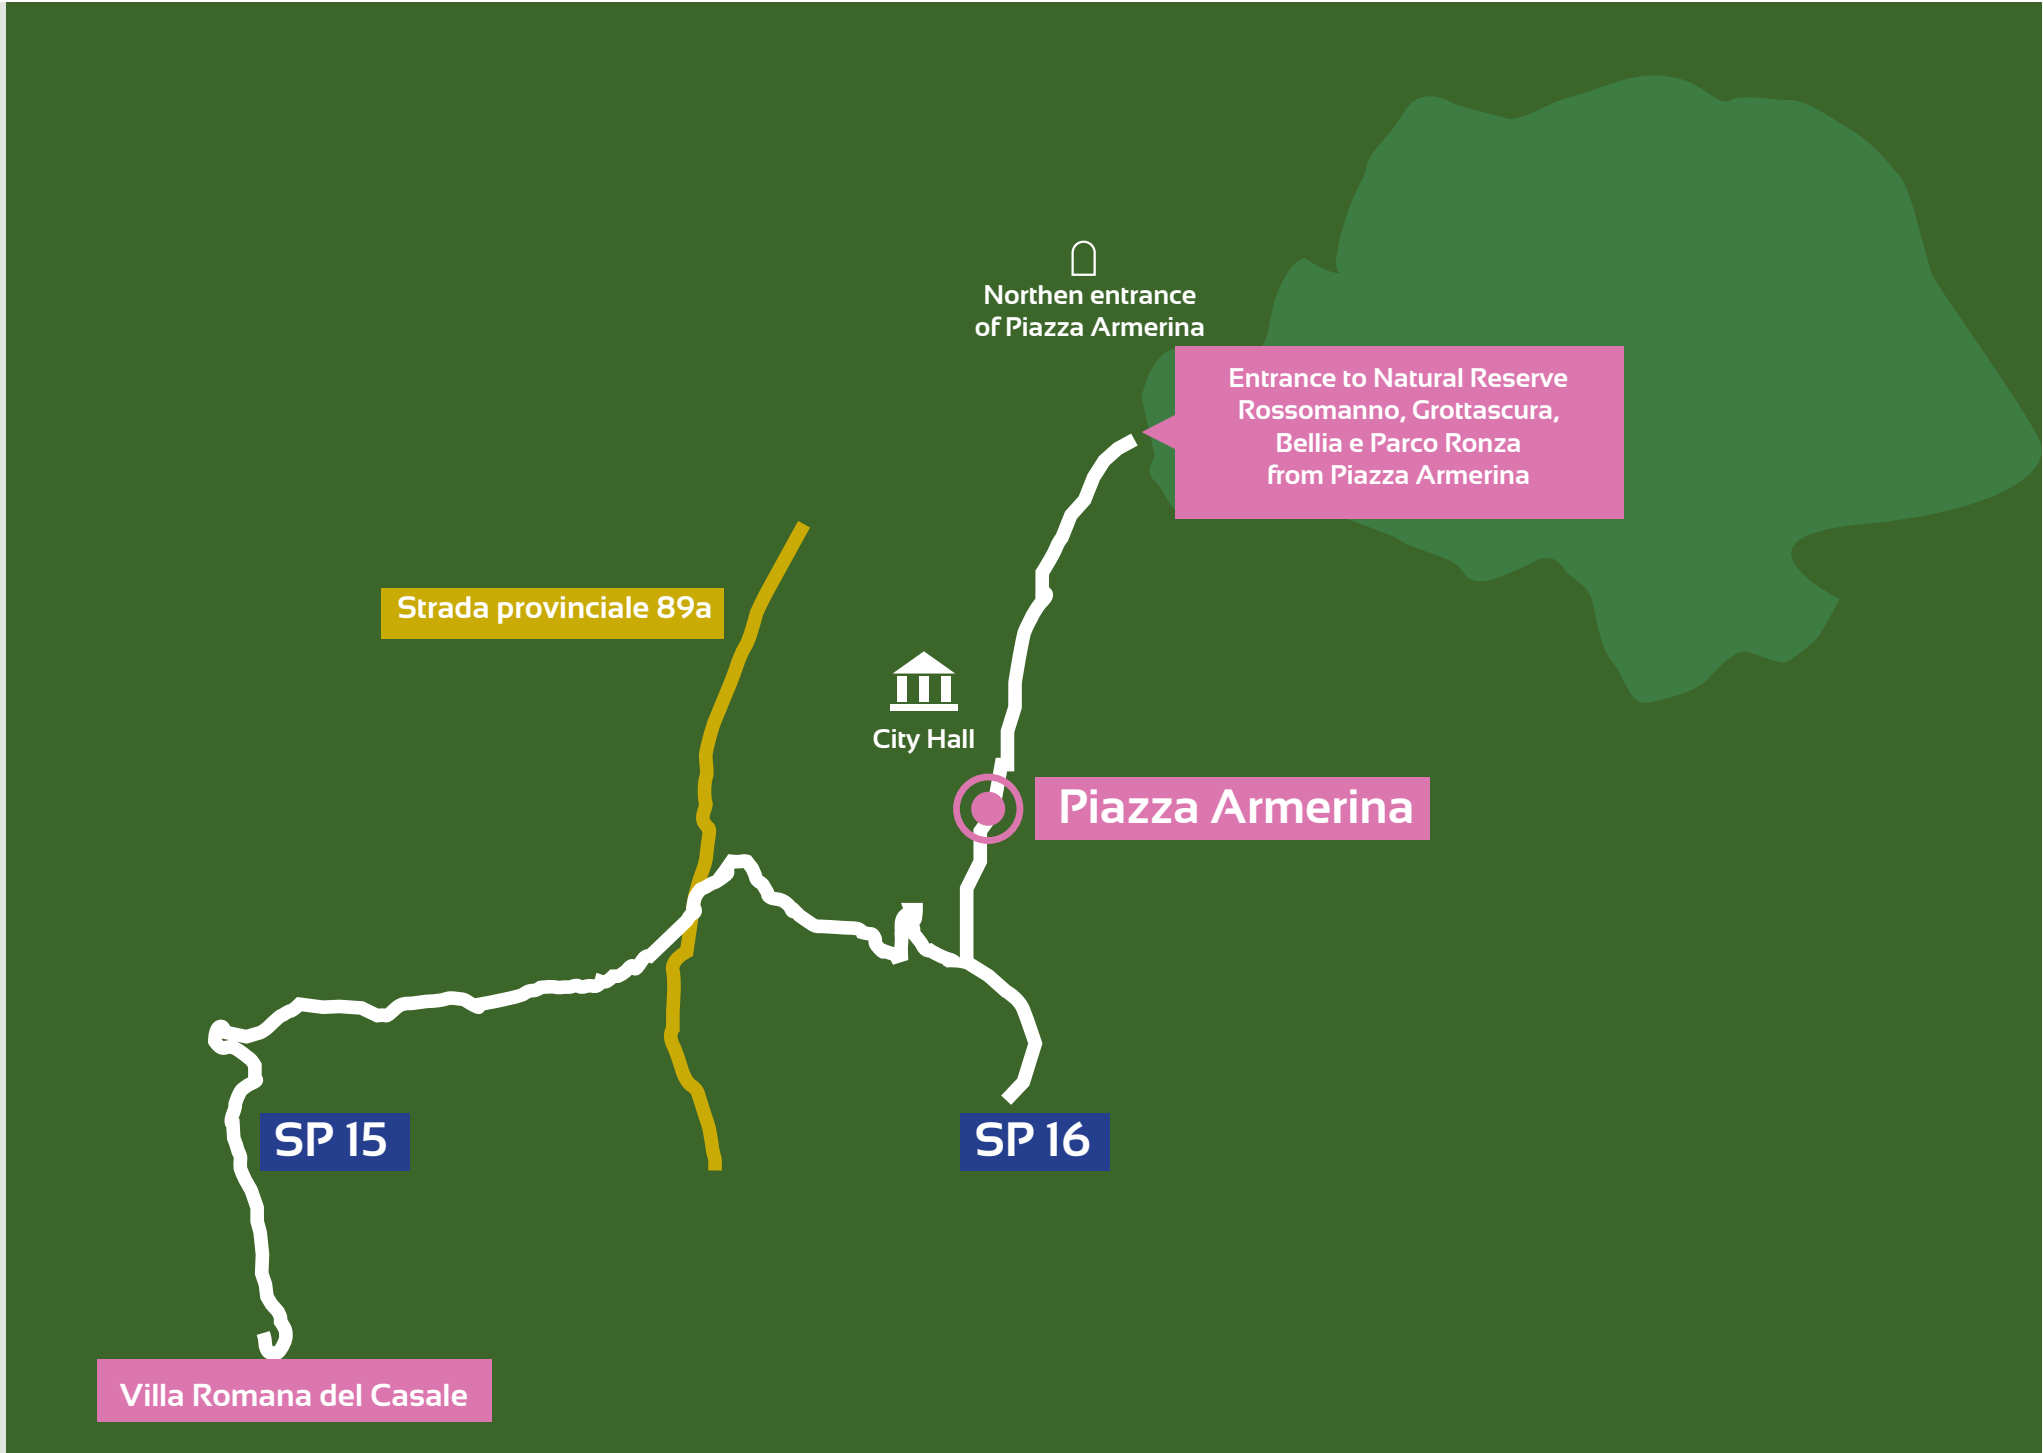 Northen entrance
of Piazza Armerina
Entrance to Natural Reserve
Rossomanno, Grottascura,
Bellia e Parco Ronza
from Piazza Armerina
Strada provinciale 89a
City Hall
Piazza Armerina
SP 15
SP 16
Villa Romana del Casale